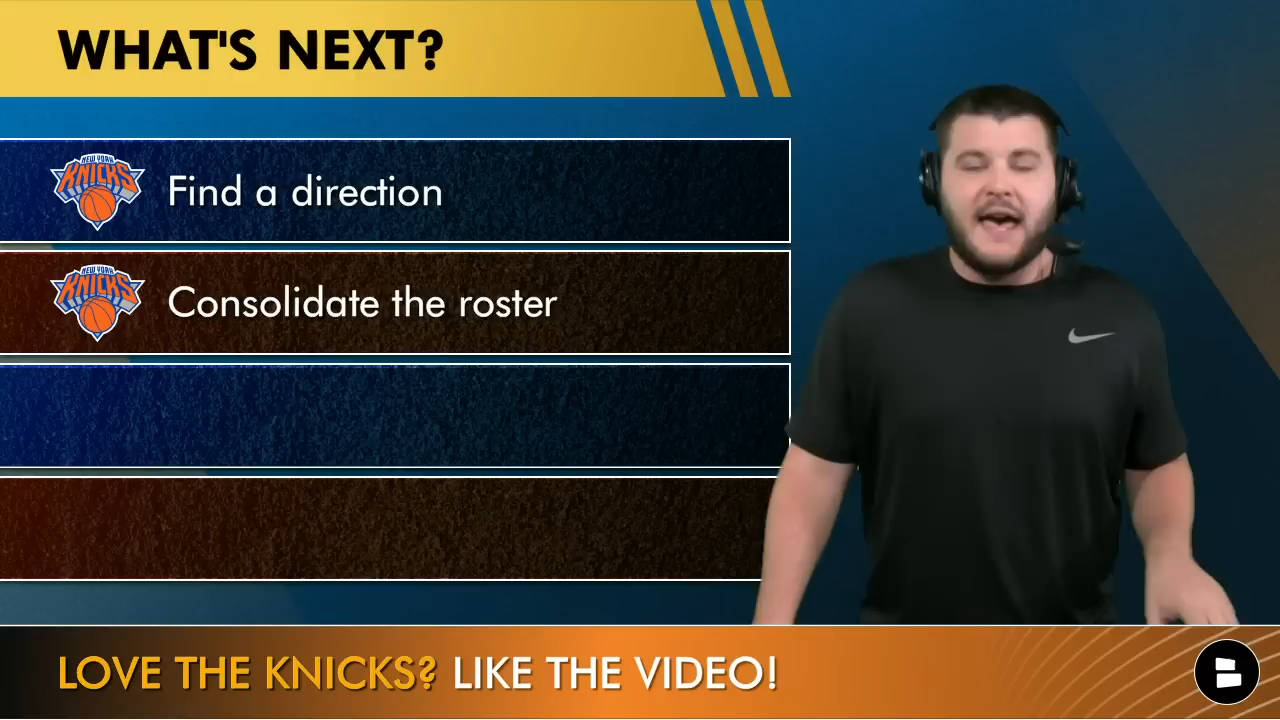 WHAT'S NEXT?
NEW YORK
KNICKS
Find a direction
NEW YORK
KNICKS
Consolidate the roster
LOVE THE KNICKS? LIKE THE VIDEO!